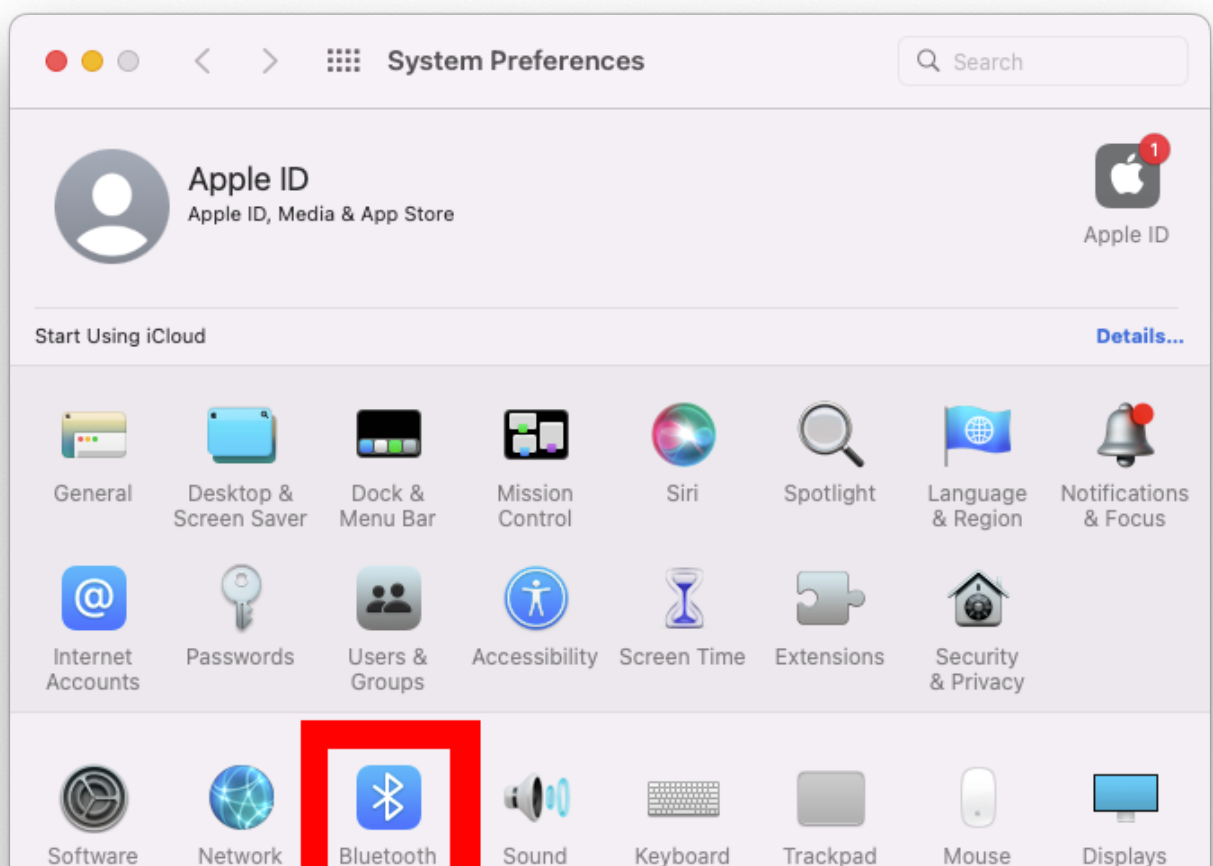 System Preferences
Search
Apple ID
Apple ID, Media & App Store
1
Apple ID
Start Using iCloud
Details...
General
Desktop &
Screen Saver
Dock &
Menu Bar
Mission
Control
Siri
Spotlight
Language
& Region
Notifications
& Focus
Internet
Accounts
Passwords
Users &
Groups
Accessibility
Screen Time
Extensions
Security
& Privacy
Software
Network
Bluetooth
Sound
Keyboard
Trackpad
Mouse
Displays